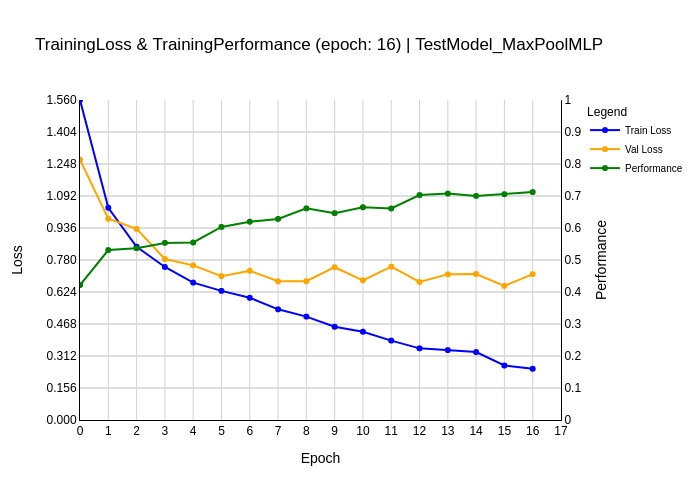 TrainingLoss & TrainingPerformance (epoch: 16) | TestModel_MaxPoolMLP
Legend
Train Loss
Val Loss
Performance
1.560
1.404
1.248
1.092
0.936
0.780
0.624
0.468
0.312
0.156
0.000
Loss
1
0.9
0.8
0.7
0.6
0.5
0.4
0.3
0.2
0.1
0
Performance
0 1 2 3 4 5 6 7 8 9 10 11 12 13 14 15 16 17
Epoch